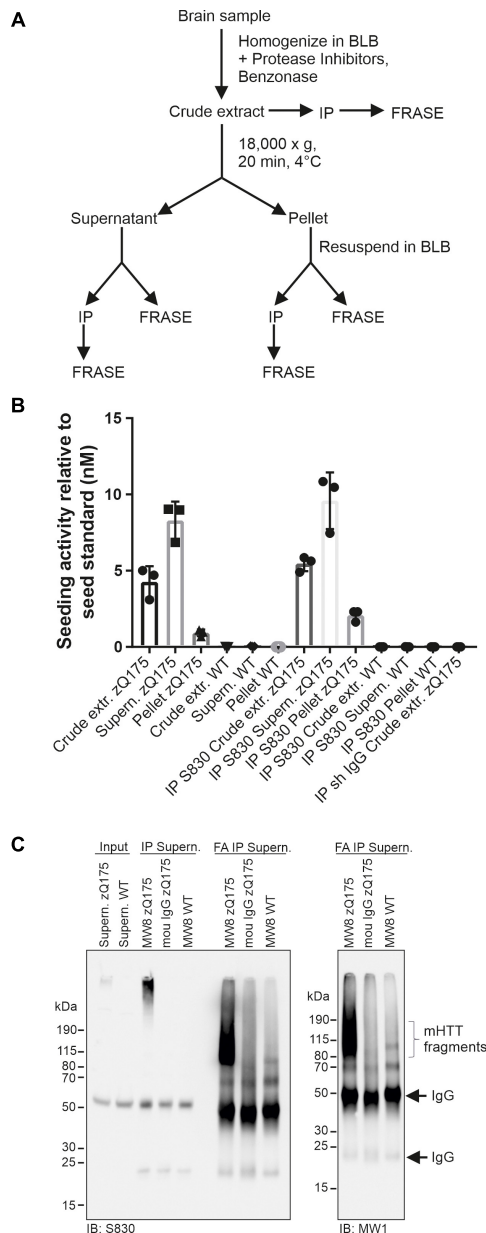 A
Brain sample
Homogenize in BLB
+ Protease Inhibitors,
Benzonase
Crude extract
IP
FRASE
18,000 x g,
20 min, 4°C
Supernatant
Pellet
Resuspend in BLB
IP
FRASE
IP
FRASE
FRASE
FRASE
B
Seeding activity relative to
seed standard (nM)
15
10
5
0
Crude extr. zQ175
Supern. zQ175
Pellet zQ175
Crude extr. WT
Supern. WT
Pellet WT
IP S830 Crude extr. zQ175
IP S830 Supern. zQ175
IP S830 Pellet zQ175
IP S830 Crude extr. WT
IP S830 Supern. WT
IP S830 Pellet WT
IP sh IgG Crude extr. zQ175
C
Input
IP Supern.
FA IP Supern.
Supern. zQ175
Supern. WT
MW8 zQ175
mou IgG zQ175
MW8 WT
MW8 zQ175
mou IgG zQ175
MW8 WT
kDa
190
115
80
70
50
30
25
15
IB: S830
FA IP Supern.
MW8 zQ175
mou IgG zQ175
MW8 WT
kDa
190
115
80
70
50
30
25
15
mHTT
fragments
IgG
IgG
IB: MW1